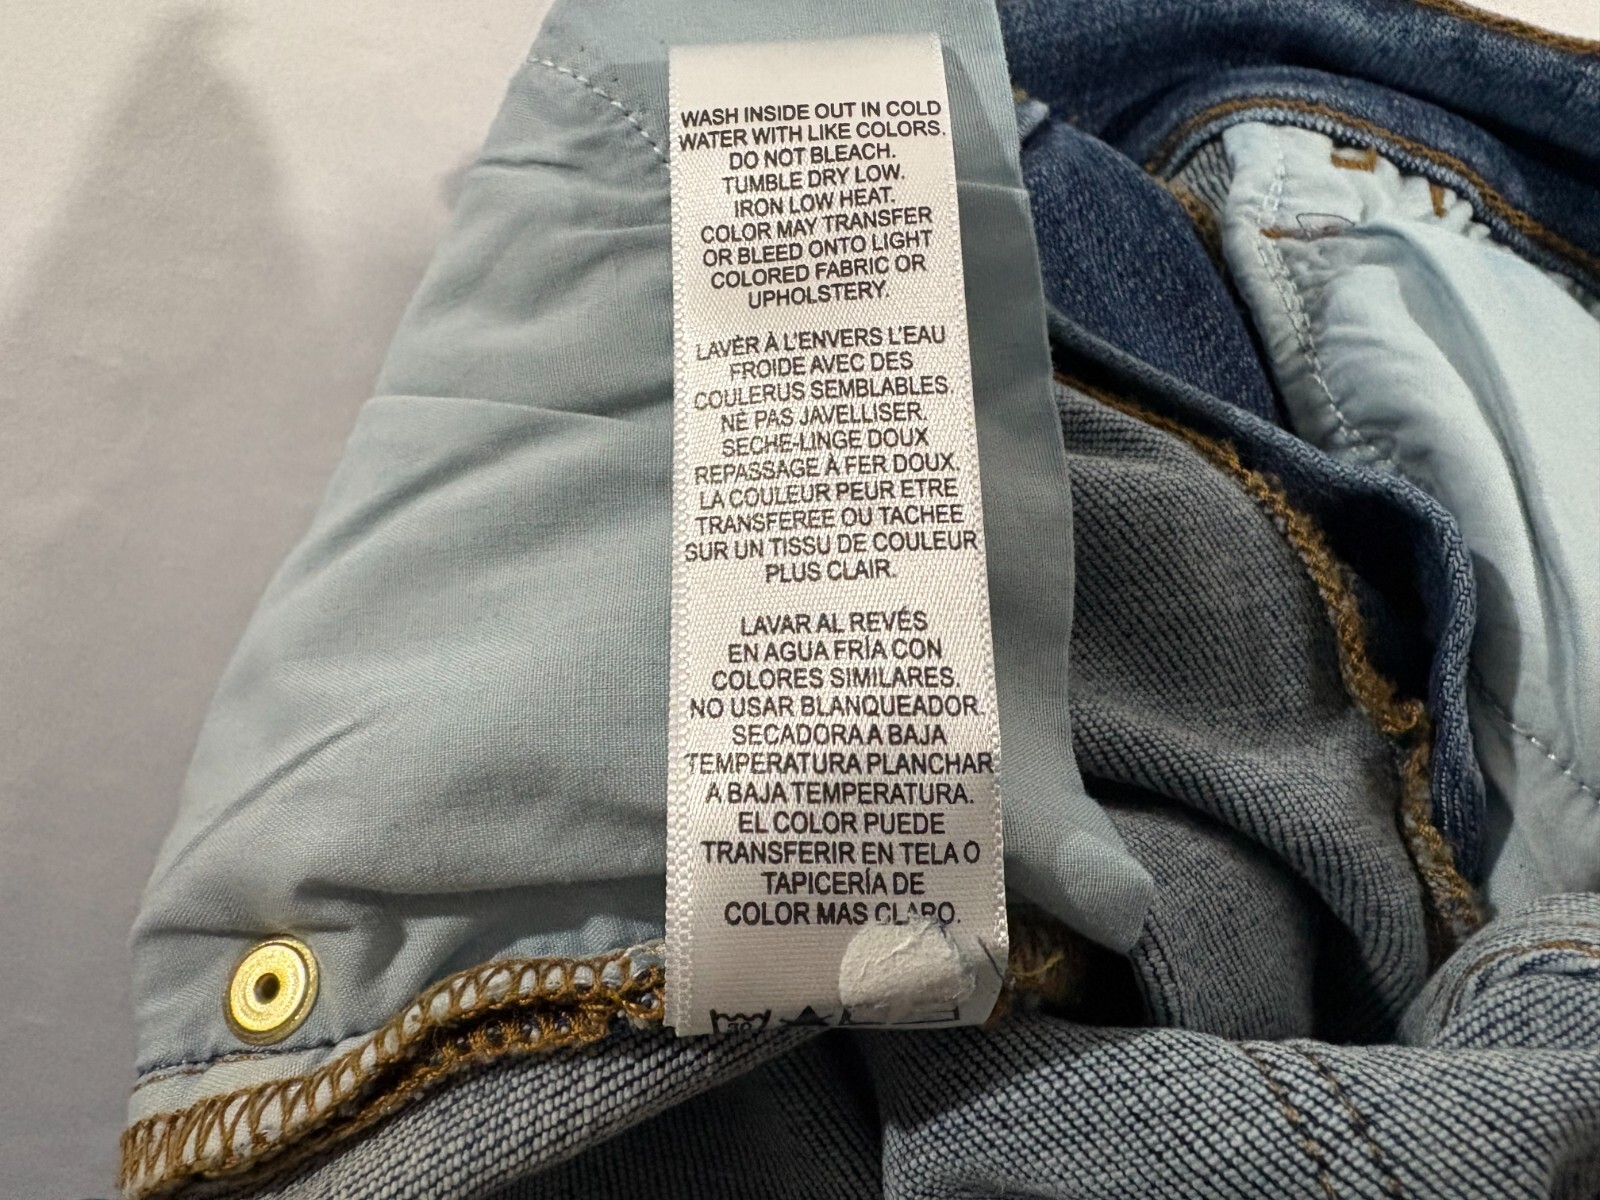 WASH INSIDE OUT IN COLD
WATER WITH LIKE COLORS.
DO NOT BLEACH.
TUMBLE DRY LOW.
IRON LOW HEAT.
COLOR MAY TRANSFER
OR BLEED ONTO LIGHT
COLORED FABRIC OR
UPHOLSTERY.
LAVÈR À L'ENVERS L'EAU
FROIDE AVEC DES
COULERUS SEMBLABLES.
NÈ PAS JAVELLISER.
SECHE-LINGE DOUX
REPASSAGE À FER DOUX.
LA COULEUR PEUR ETRE
TRANSFEREE OU TACHEE
SUR UN TISSU DE COULEUR
PLUS CLAIR.
LAVAR AL REVÉS
EN AGUA FRÍA CON
COLORES SIMILARES.
NO USAR BLANQUEADOR.
SECADORA A BAJA
TEMPERATURA PLANCHAR
A BAJA TEMPERATURA.
EL COLOR PUEDE
TRANSFERIR EN TELA O
TAPICERÍA DE
COLOR MAS CLARO.
30